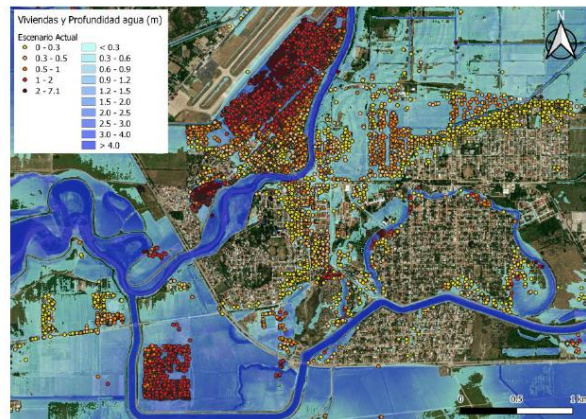 Viviendas y Profundidad agua (m)
Escenario Actual
0 - 0.3
0.3 - 0.5
0.5 - 1
1 - 2
2 - 7.1
< 0.3
0.3 - 0.6
0.6 - 0.9
0.9 - 1.2
1.2 - 1.5
1.5 - 2.0
2.0 - 2.5
2.5 - 3.0
3.0 - 4.0
> 4.0
N
0 0.5 1 km